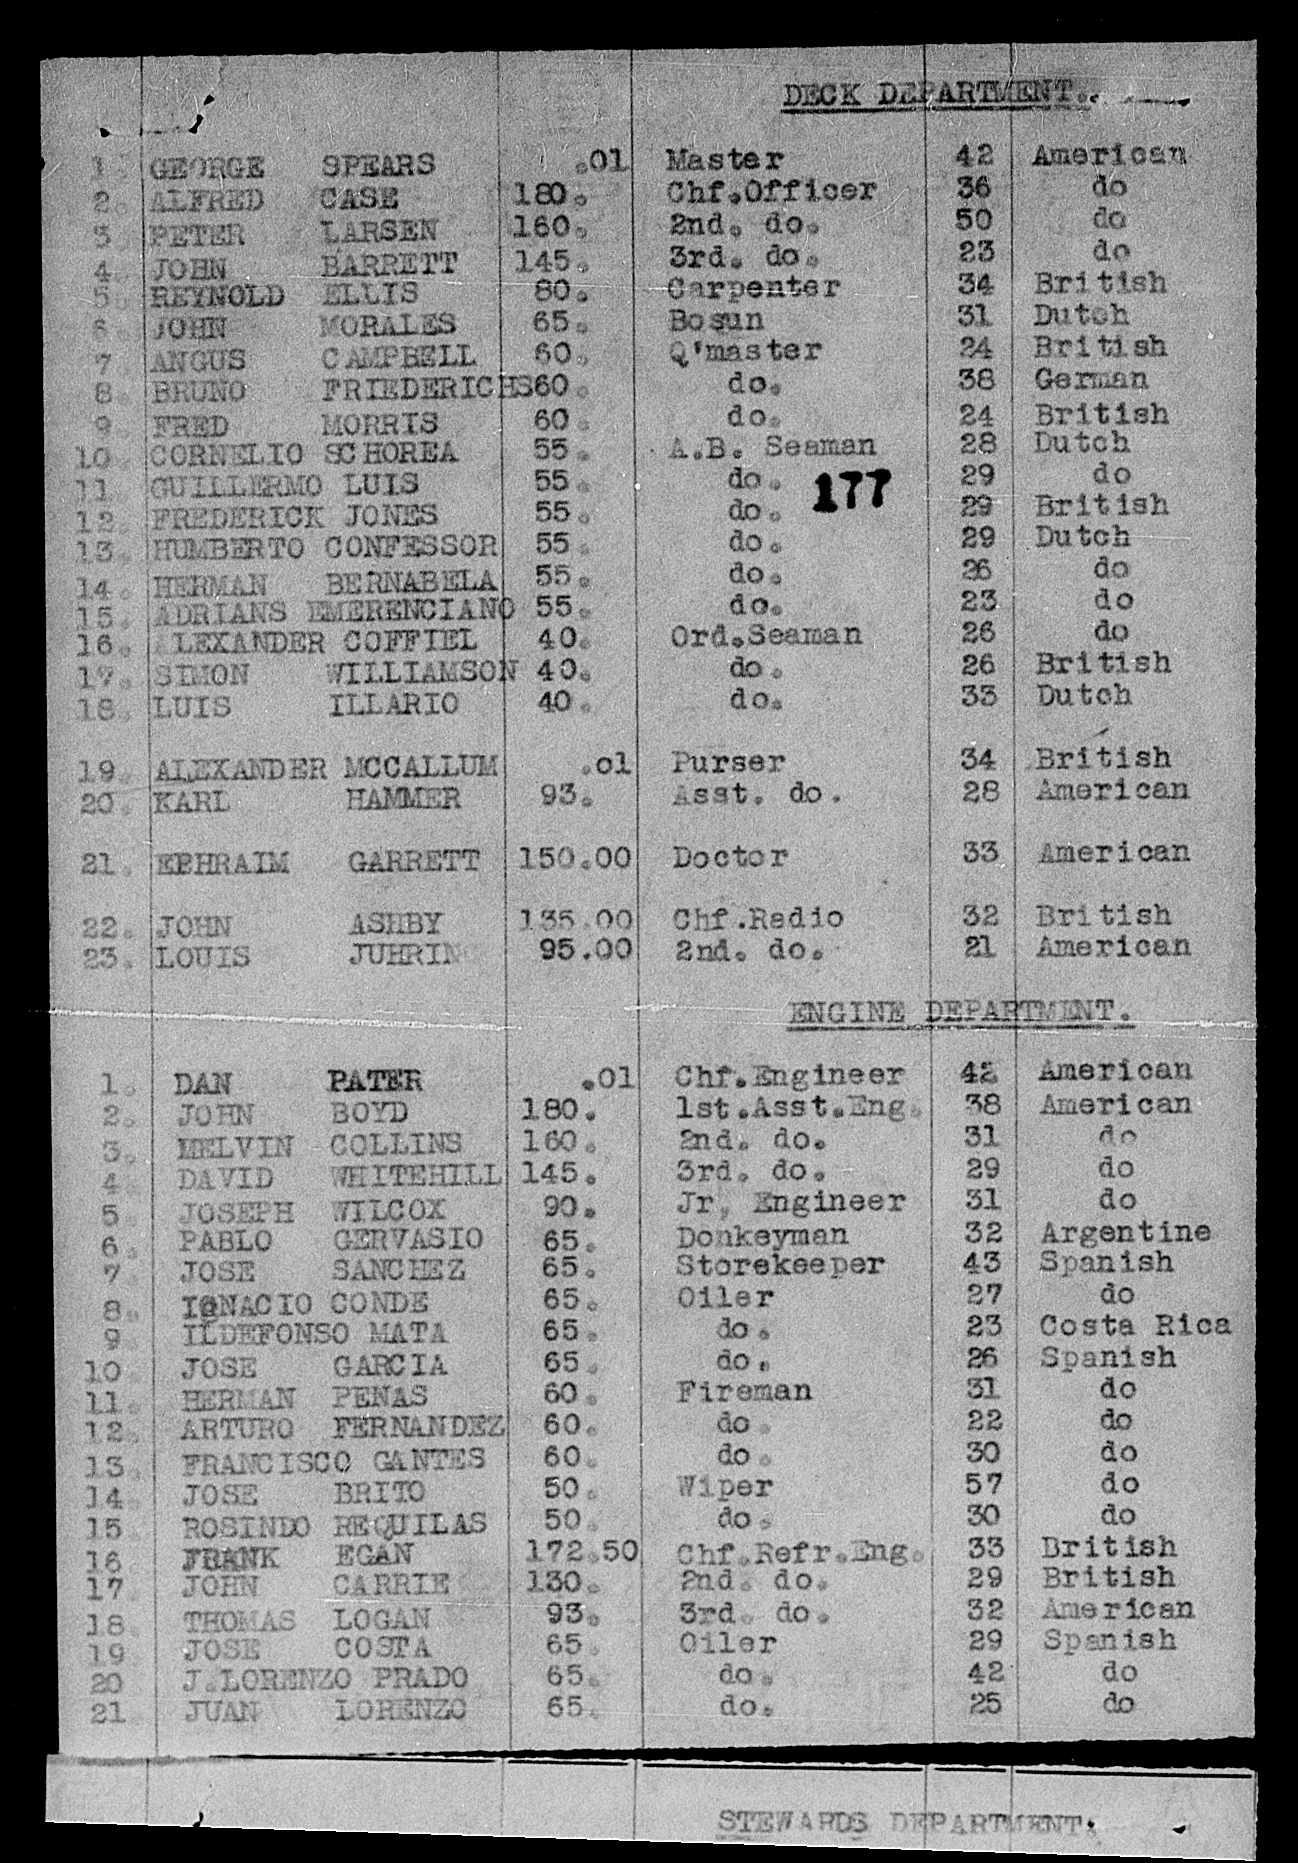 DECK DEPARTMENT.
1 GEORGE SPEARS .01 Master 42 American
2. ALFRED CASE 180. Chf.Officer 36 do
3 PETER LARSEN 160. 2nd. do. 50 do
4. JOHN BARRETT 145. 3rd. do. 23 do
5. REYNOLD ELLIS 80. Carpenter 34 British
6. JOHN MORALES 65. Bosun 31 Dutch
7 ANGUS CAMPBELL 60. Q'master 24 British
8. BRUNO FRIEDERICHS 60. do. 38 German
9. FRED MORRIS 60. do. 24 British
10. CORNELIO SCHOREA 55. A.B. Seaman 28 Dutch
11 GUILLERMO LUIS 55. do. 29 do
177
12. FREDERICK JONES 55. do. 29 British
13. HUMBERTO CONFESSOR 55. do. 29 Dutch
14. HERMAN BERNABELA 55. do. 26 do
15. ADRIANS EMERENCIANO 55. do. 23 do
16. ALEXANDER COFFIEL 40. Ord.Seaman 26 do
17. SIMON WILLIAMSON 40. do. 26 British
18. LUIS ILLARIO 40. do. 33 Dutch
19. ALEXANDER MCCALLUM .01 Purser 34 British
20. KARL HAMMER 93. Asst. do. 28 American
21. EPHRAIM GARRETT 150.00 Doctor 33 American
22. JOHN ASHBY 135.00 Chf.Radio 32 British
23. LOUIS JUHRING 95.00 2nd. do. 21 American
ENGINE DEPARTMENT.
1. DAN PATER .01 Chf.Engineer 42 American
2. JOHN BOYD 180. 1st.Asst.Eng. 38 American
3. MELVIN COLLINS 160. 2nd. do. 31 do
4. DAVID WHITEHILL 145. 3rd. do. 29 do
5. JOSEPH WILCOX 90. Jr, Engineer 31 do
6. PABLO GERVASIO 65. Donkeyman 32 Argentine
7. JOSE SANCHEZ 65. Storekeeper 43 Spanish
8. IGNACIO CONDE 65. Oiler 27 do
9. ILDEFONSO MATA 65. do. 23 Costa Rica
10. JOSE GARCIA 65. do. 26 Spanish
11. HERMAN PENAS 60. Fireman 31 do
12. ARTURO FERNANDEZ 60. do. 22 do
13. FRANCISCO GANTES 60. do. 30 do
14. JOSE BRITO 50. Wiper 57 do
15 ROSINDO REQUILAS 50. do. 30 do
16 FRANK EGAN 172.50 Chf.Refr.Eng. 33 British
17 JOHN CARRIE 130. 2nd. do. 29 British
18. THOMAS LOGAN 93. 3rd. do. 32 American
19 JOSE COSTA 65. Oiler 29 Spanish
20 J.LORENZO PRADO 65. do. 42 do
21 JUAN LORENZO 65. do. 25 do
STEWARDS DEPARTMENT.